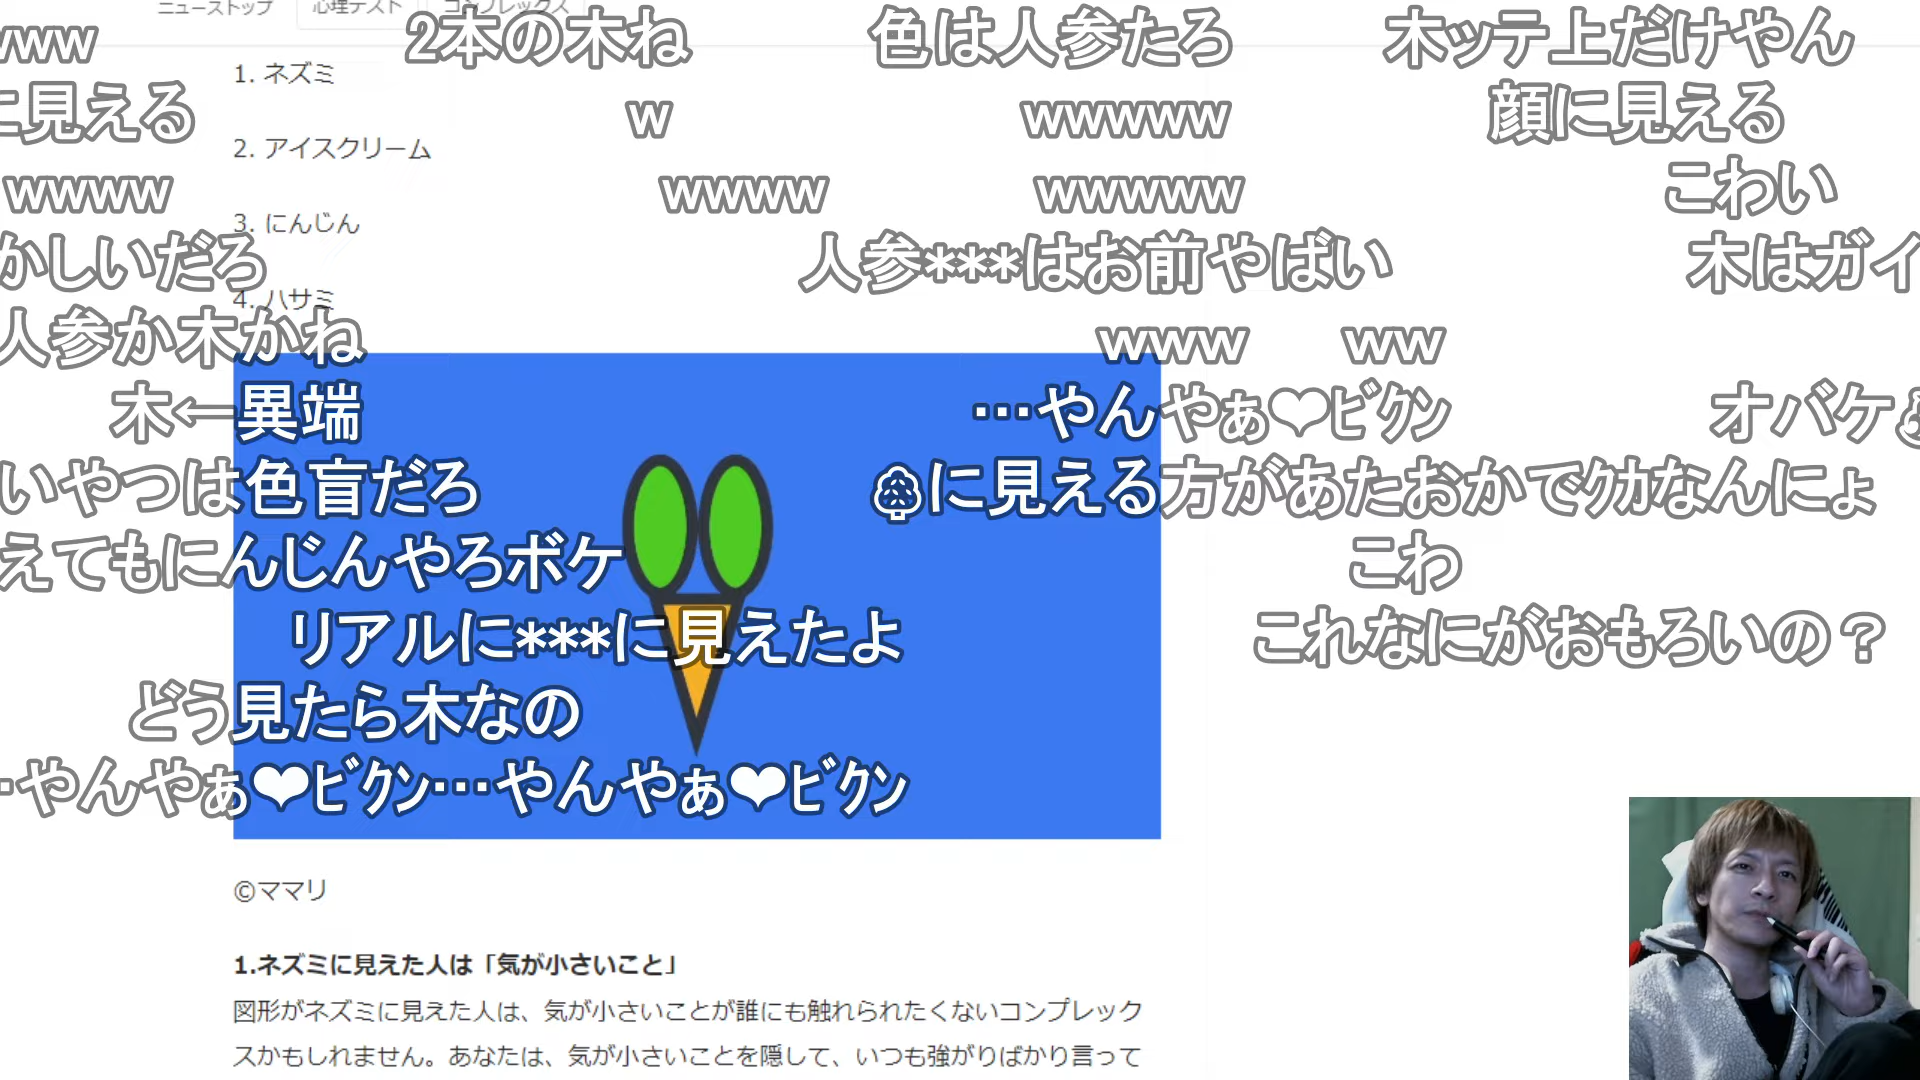 ニューストップ 心理テスト コンプレックス
www 2本の木ね 色は人参たろ 木ッテ上だけやん
1. ネズミ
に見える w wwwww 顔に見える
2. アイスクリーム
wwww wwww wwwww こわい
3. にんじん
かしいだろ 人参***はお前やばい 木はガイ
4. ハサミ
人参か木かね www ww
木←異端 …やんやぁ❤ビクン オバケ
いやつは色盲だろ 🌳に見える方があたおかでクカなんにょ
えてもにんじんやろボケ こわ
リアルに***に見えたよ これなにがおもろいの？
どう見たら木なの
…やんやぁ❤ビクン…やんやぁ❤ビクン
©ママリ
1.ネズミに見えた人は「気が小さいこと」
図形がネズミに見えた人は、気が小さいことが誰にも触れられたくないコンプレック
スかもしれません。あなたは、気が小さいことを隠して、いつも強がりばかり言って